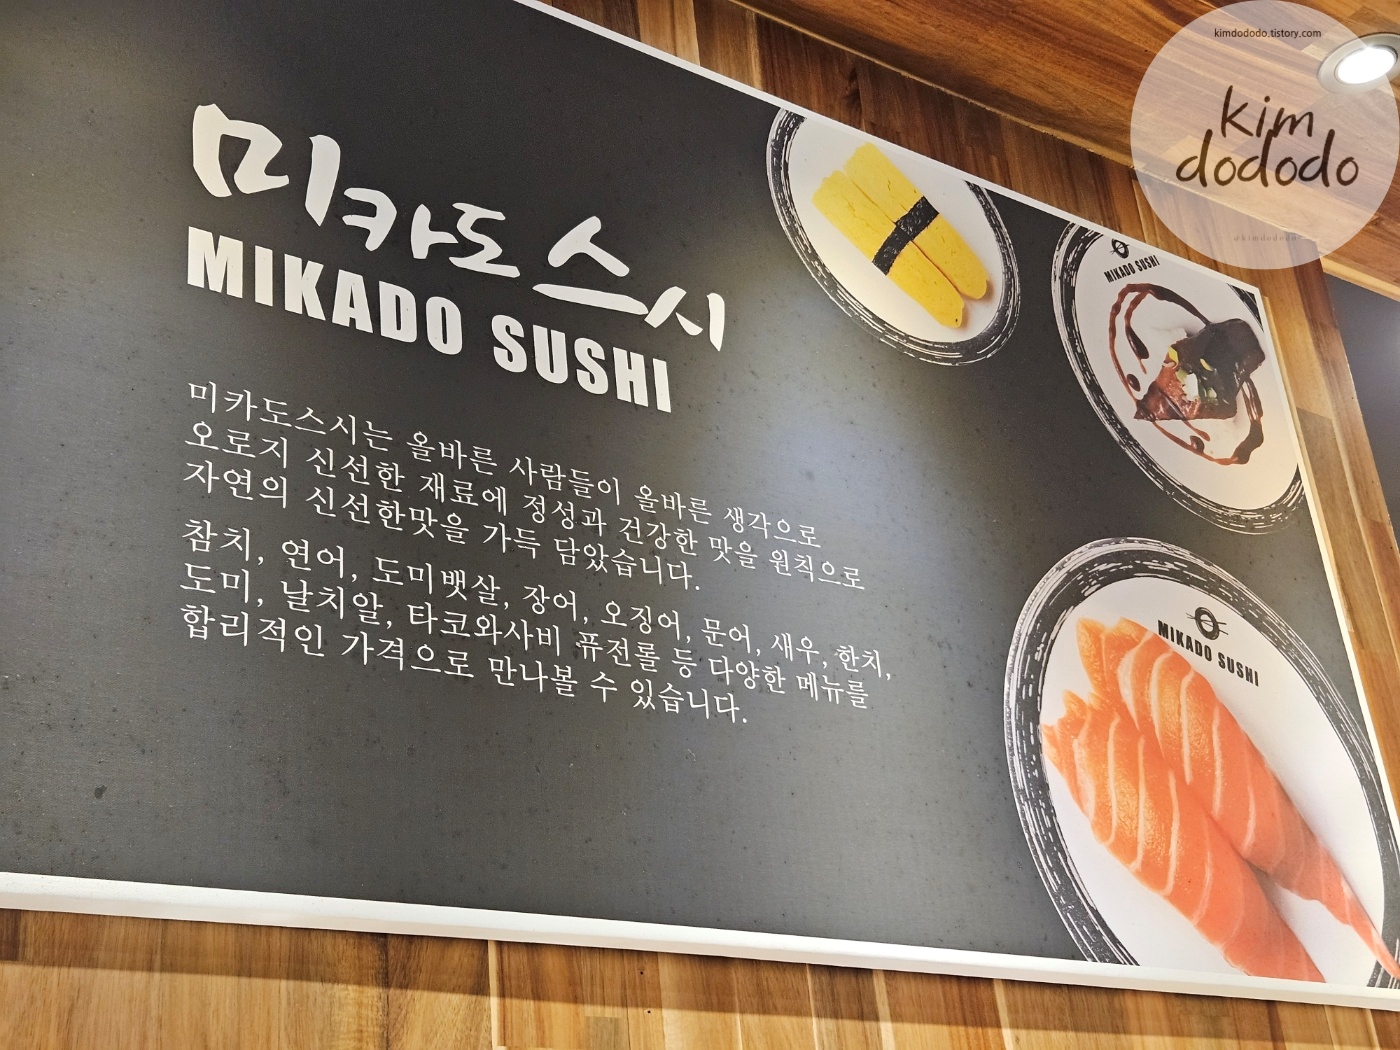 kimdododo.tistory.com
kim
dododo
미카도스시
MIKADO SUSHI
미카도스시는 올바른 사람들이 올바른 생각으로
오로지 신선한 재료에 정성과 건강한 맛을 원칙으로
자연의 신선한맛을 가득 담았습니다.
참치, 연어, 도미뱃살, 장어, 오징어, 문어, 새우, 한치,
도미, 날치알, 타코와사비 퓨전롤 등 다양한 메뉴를
합리적인 가격으로 만나볼 수 있습니다.
MIKADO SUSHI
MIKADO SUSHI